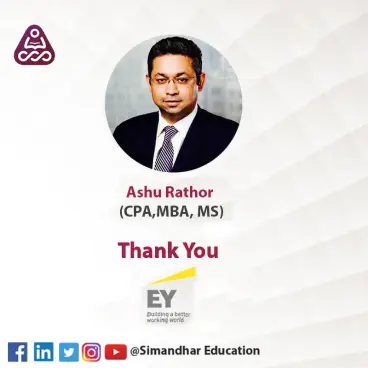 Ashu Rathor
(CPA,MBA, MS)
Thank You
EY
Building a better
working world
@Simandhar Education